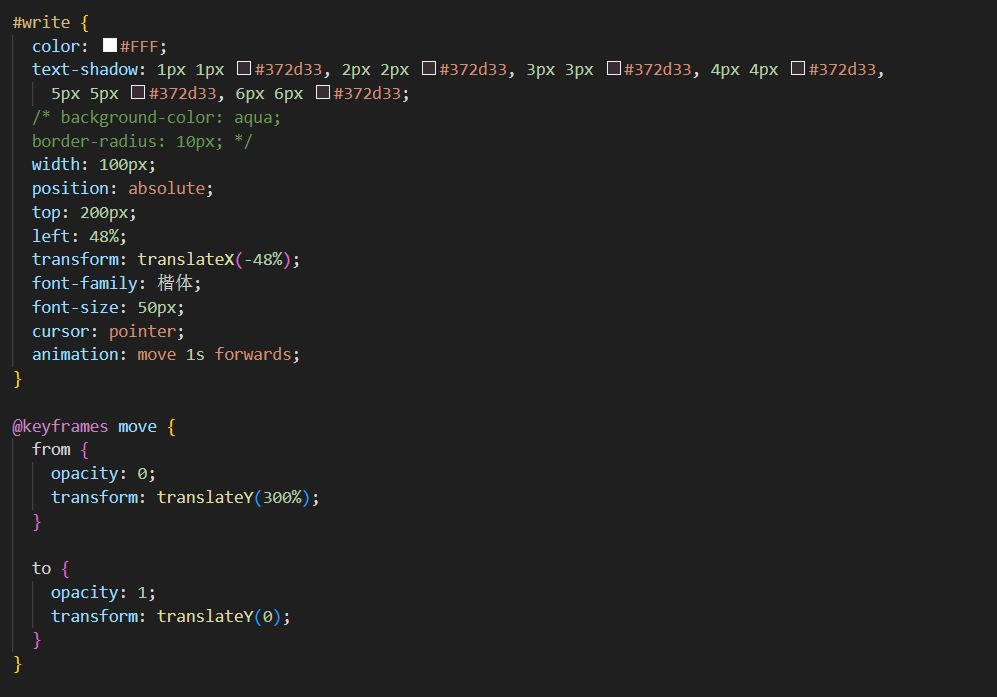 #write {
color: #FFF;
text-shadow: 1px 1px #372d33, 2px 2px #372d33, 3px 3px #372d33, 4px 4px #372d33,
5px 5px #372d33, 6px 6px #372d33;
/* background-color: aqua;
border-radius: 10px; */
width: 100px;
position: absolute;
top: 200px;
left: 48%;
transform: translateX(-48%);
font-family: 楷体;
font-size: 50px;
cursor: pointer;
animation: move 1s forwards;
}
@keyframes move {
from {
opacity: 0;
transform: translateY(300%);
}
to {
opacity: 1;
transform: translateY(0);
}
}